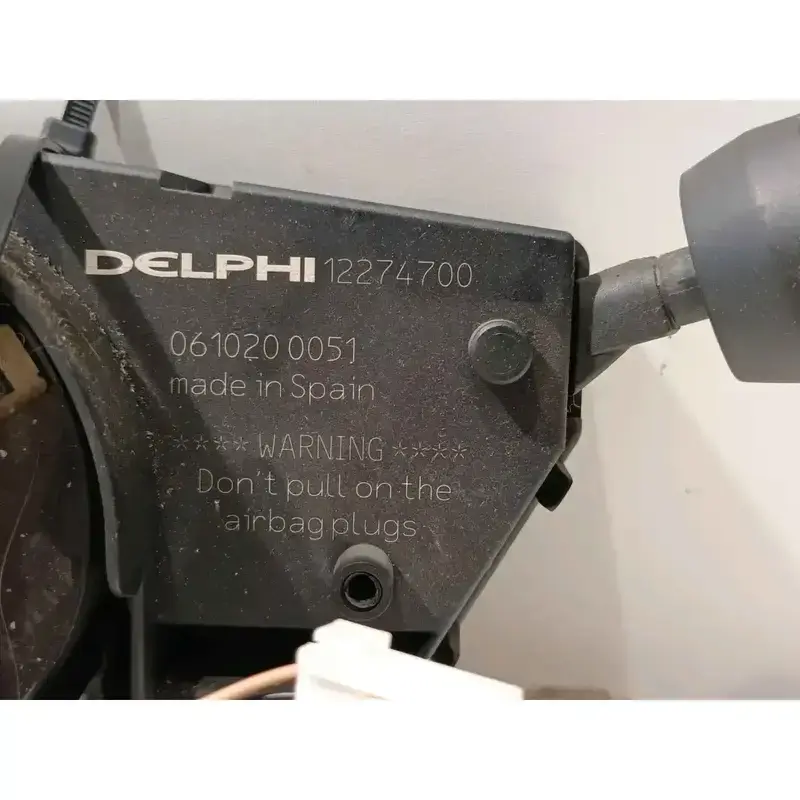 DELPHI 12274700
061020 0051
made in Spain
**** WARNING ****
Don't pull on the
airbag plugs